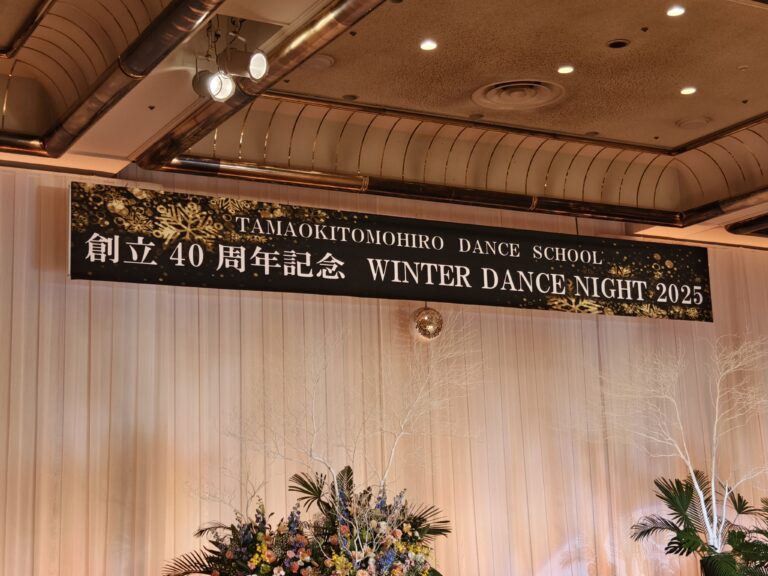 TAMAOKITOMOHIRO DANCE SCHOOL
創立 40 周年記念 WINTER DANCE NIGHT 2025